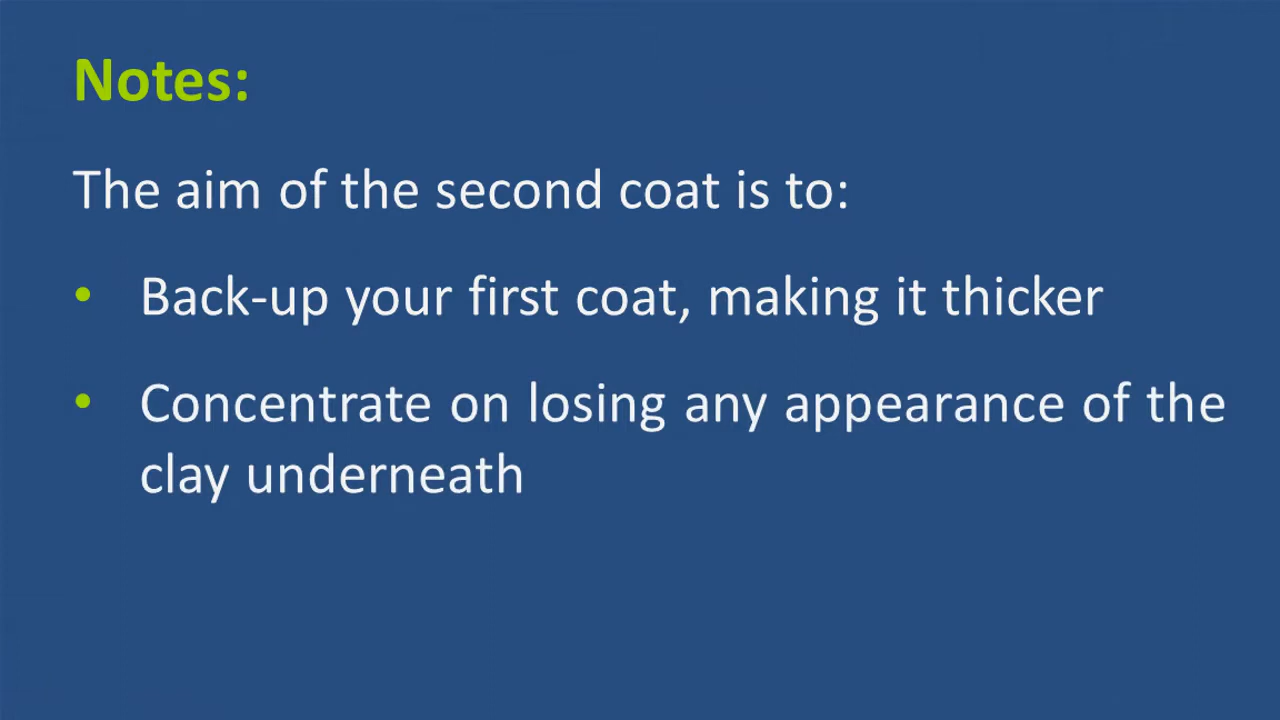 Notes:
The aim of the second coat is to:
• Back-up your first coat, making it thicker
• Concentrate on losing any appearance of the
clay underneath